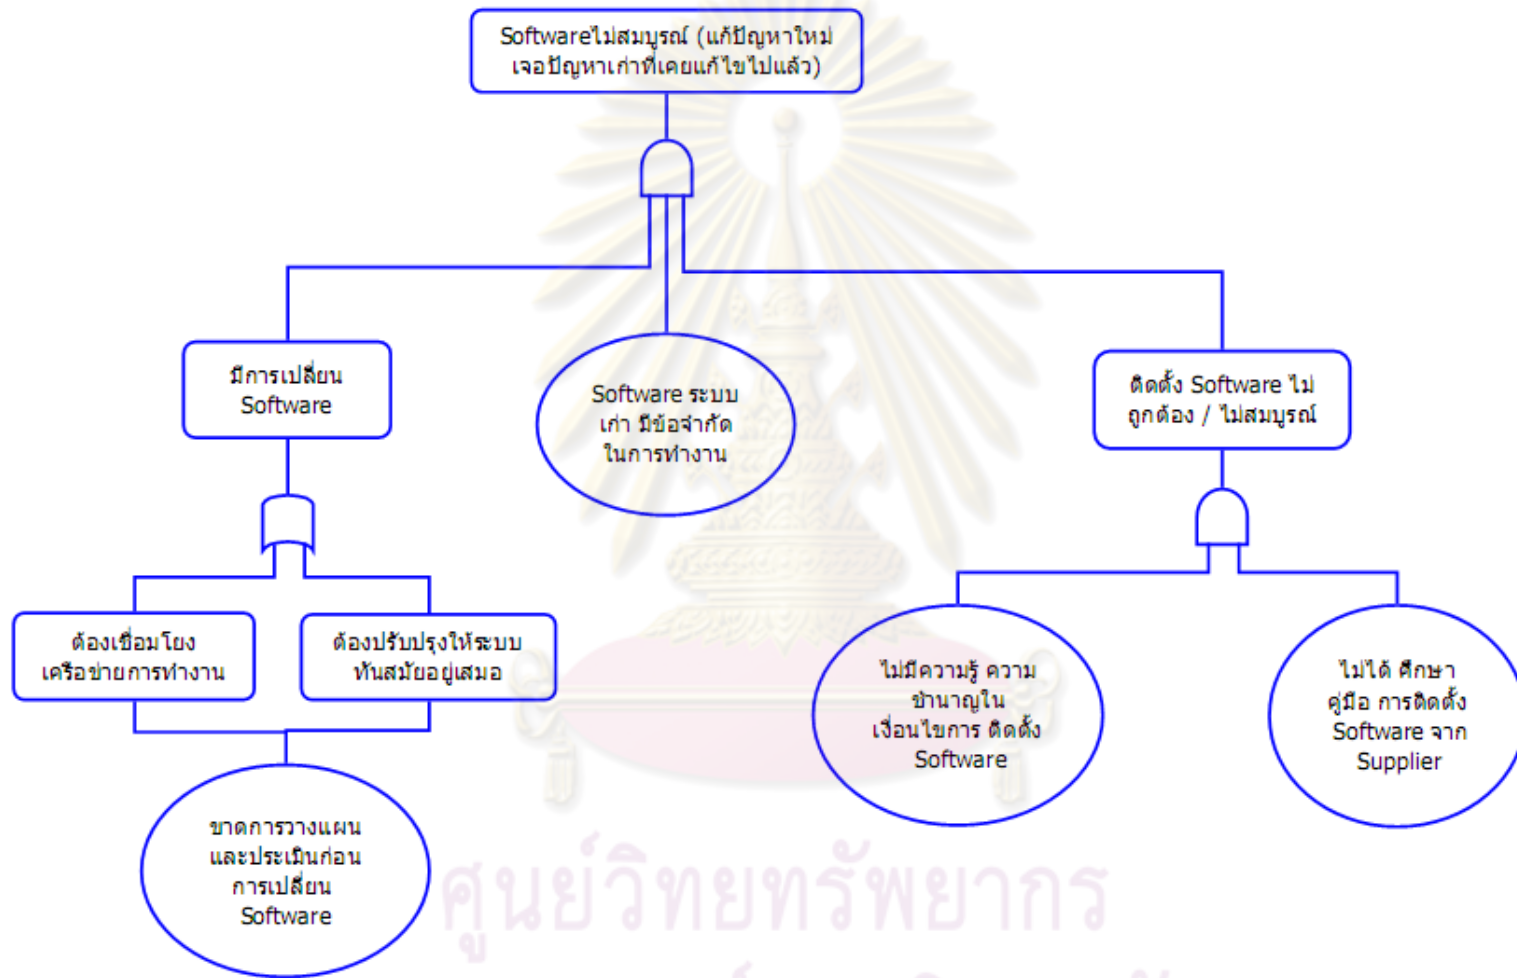 Softwareไม่สมบูรณ์ (แก้ปัญหาใหม่
เจอปัญหาเก่าที่เคยแก้ไขไปแล้ว)
มีการเปลี่ยน
Software
Software ระบบ
เก่า มีข้อจำกัด
ในการทำงาน
ติดตั้ง Software ไม่
ถูกต้อง / ไม่สมบูรณ์
ต้องเชื่อมโยง
เครือข่ายการทำงาน
ต้องปรับปรุงให้ระบบ
ทันสมัยอยู่เสมอ
ไม่มีความรู้ ความ
ชำนาญใน
เงื่อนไขการ ติดตั้ง
Software
ไม่ได้ ศึกษา
คู่มือ การติดตั้ง
Software จาก
Supplier
ขาดการวางแผน
และประเมินก่อน
การเปลี่ยน
Software
ศูนย์วิทยทรัพยากร